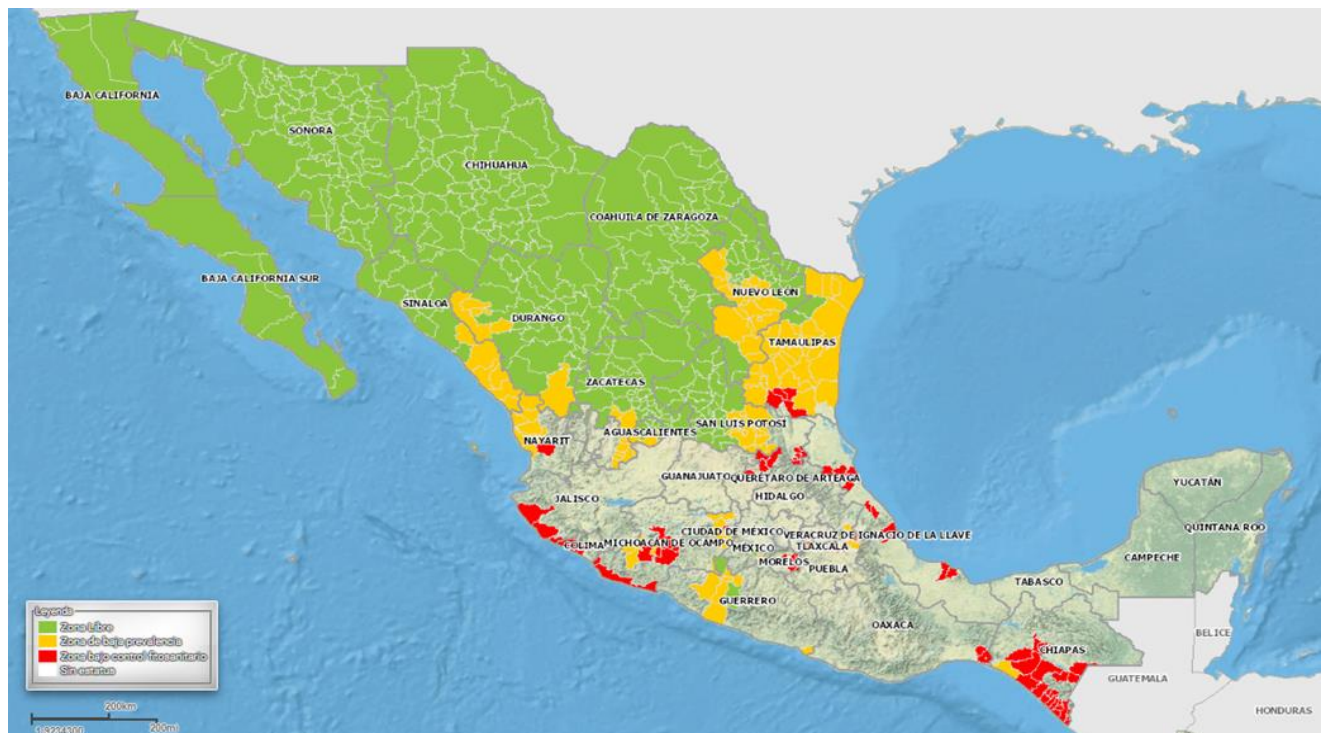 BAJA CALIFORNIA
SONORA
CHIHUAHUA
COAHUILA DE ZARAGOZA
BAJA CALIFORNIA SUR
SINALOA
DURANGO
NUEVO LEÓN
TAMAULIPAS
ZACATECAS
SAN LUIS POTOSÍ
AGUASCALIENTES
NAYARIT
GUANAJUATO
QUERÉTARO DE ARTEAGA
HIDALGO
JALISCO
YUCATÁN
QUINTANA ROO
CIUDAD DE MÉXICO
VERACRUZ DE IGNACIO DE LA LLAVE
COLIMA
MICHOACÁN DE OCAMPO
MÉXICO
TLAXCALA
CAMPECHE
MORELOS
PUEBLA
TABASCO
GUERRERO
OAXACA
CHIAPAS
BELICE
GUATEMALA
HONDURAS
Leyenda
Zona Libre
Zona de baja prevalencia
Zona bajo control fitosanitario
Sin estatus
200km
200mi
1:9234300